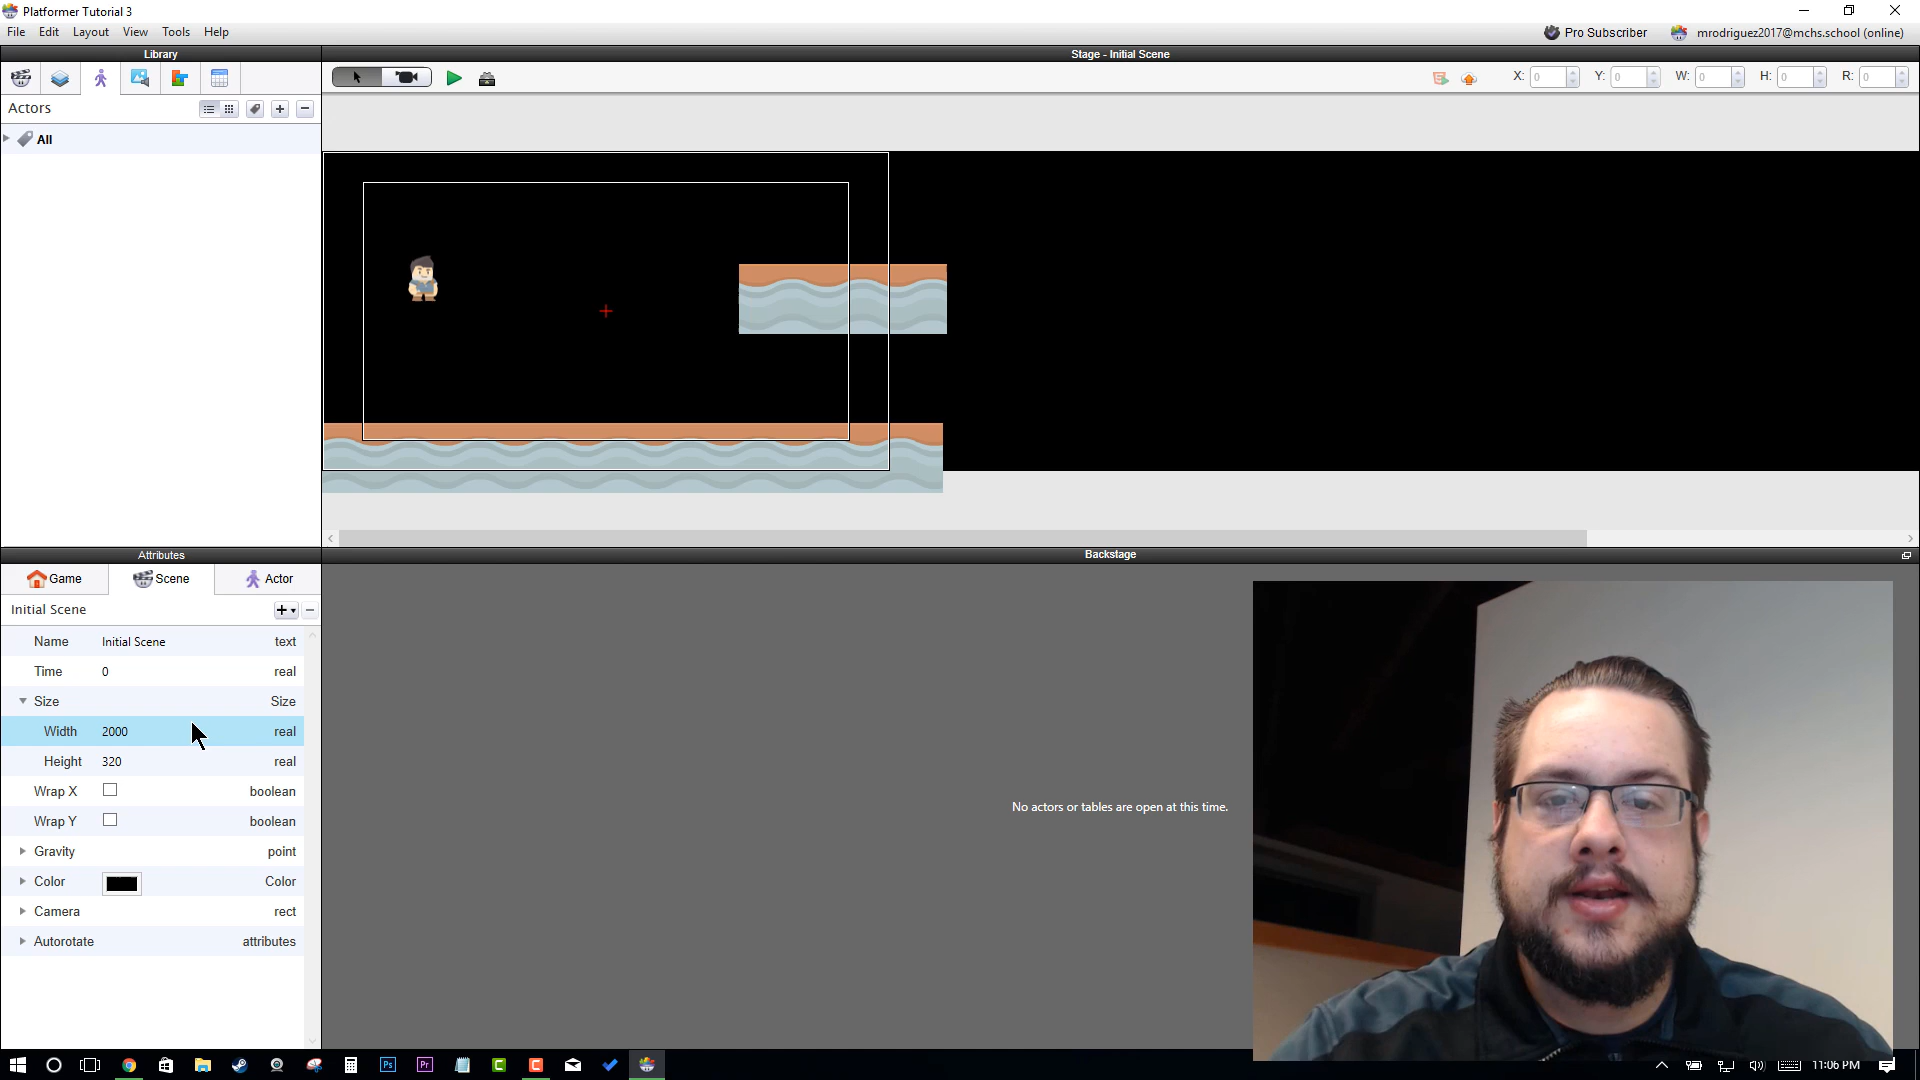 Platformer Tutorial 3
File Edit Layout View Tools Help
Pro Subscriber mrodriguez2017@mchs.school (online)
Library
Stage - Initial Scene
X: 0 Y: 0 W: 0 H: 0 R: 0
Actors
All
Attributes
Backstage
Game Scene Actor
Initial Scene
Name Initial Scene text
Time 0 real
Size Size
Width 2000 real
Height 320 real
Wrap X boolean
Wrap Y boolean
Gravity point
Color Color
Camera rect
Autorotate attributes
No actors or tables are open at this time.
Ps Pr
11:06 PM